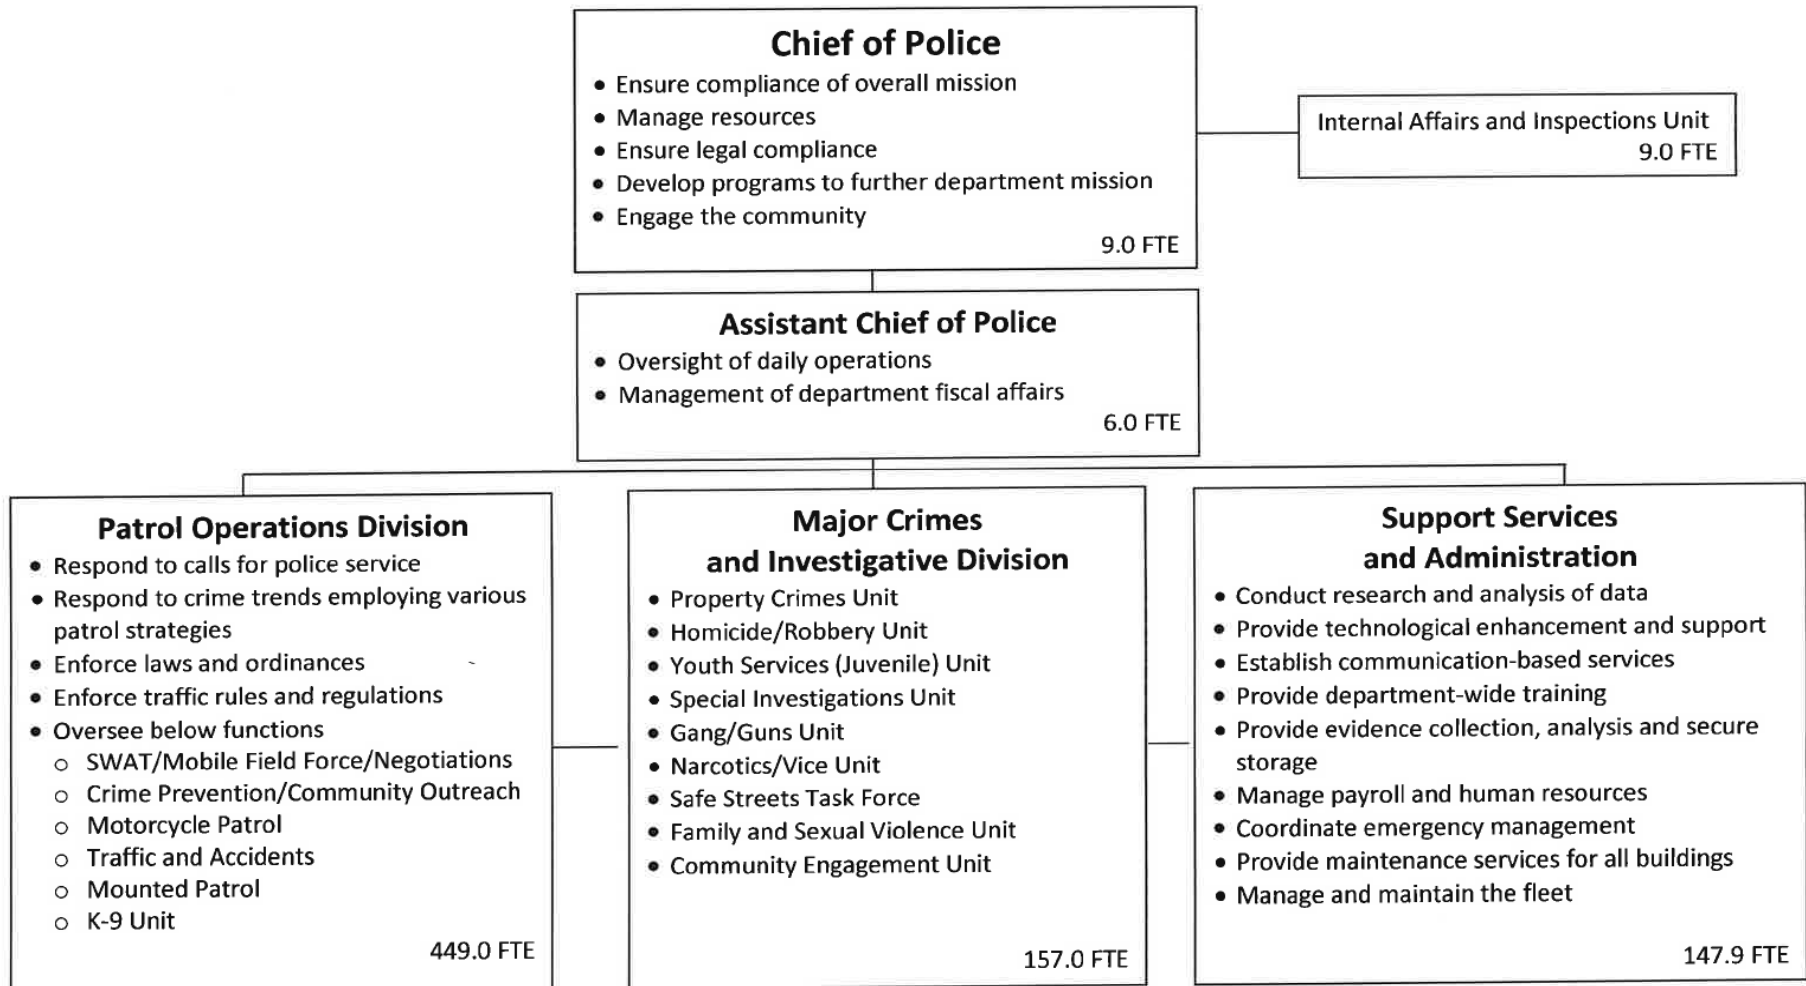 Chief of Police
• Ensure compliance of overall mission
• Manage resources
• Ensure legal compliance
• Develop programs to further department mission
• Engage the community
9.0 FTE
Internal Affairs and Inspections Unit
9.0 FTE
Assistant Chief of Police
• Oversight of daily operations
• Management of department fiscal affairs
6.0 FTE
Patrol Operations Division
• Respond to calls for police service
• Respond to crime trends employing various
patrol strategies
• Enforce laws and ordinances
• Enforce traffic rules and regulations
• Oversee below functions
o SWAT/Mobile Field Force/Negotiations
o Crime Prevention/Community Outreach
o Motorcycle Patrol
o Traffic and Accidents
o Mounted Patrol
o K-9 Unit
449.0 FTE
Major Crimes
and Investigative Division
• Property Crimes Unit
• Homicide/Robbery Unit
• Youth Services (Juvenile) Unit
• Special Investigations Unit
• Gang/Guns Unit
• Narcotics/Vice Unit
• Safe Streets Task Force
• Family and Sexual Violence Unit
• Community Engagement Unit
157.0 FTE
Support Services
and Administration
• Conduct research and analysis of data
• Provide technological enhancement and support
• Establish communication-based services
• Provide department-wide training
• Provide evidence collection, analysis and secure
storage
• Manage payroll and human resources
• Coordinate emergency management
• Provide maintenance services for all buildings
• Manage and maintain the fleet
147.9 FTE